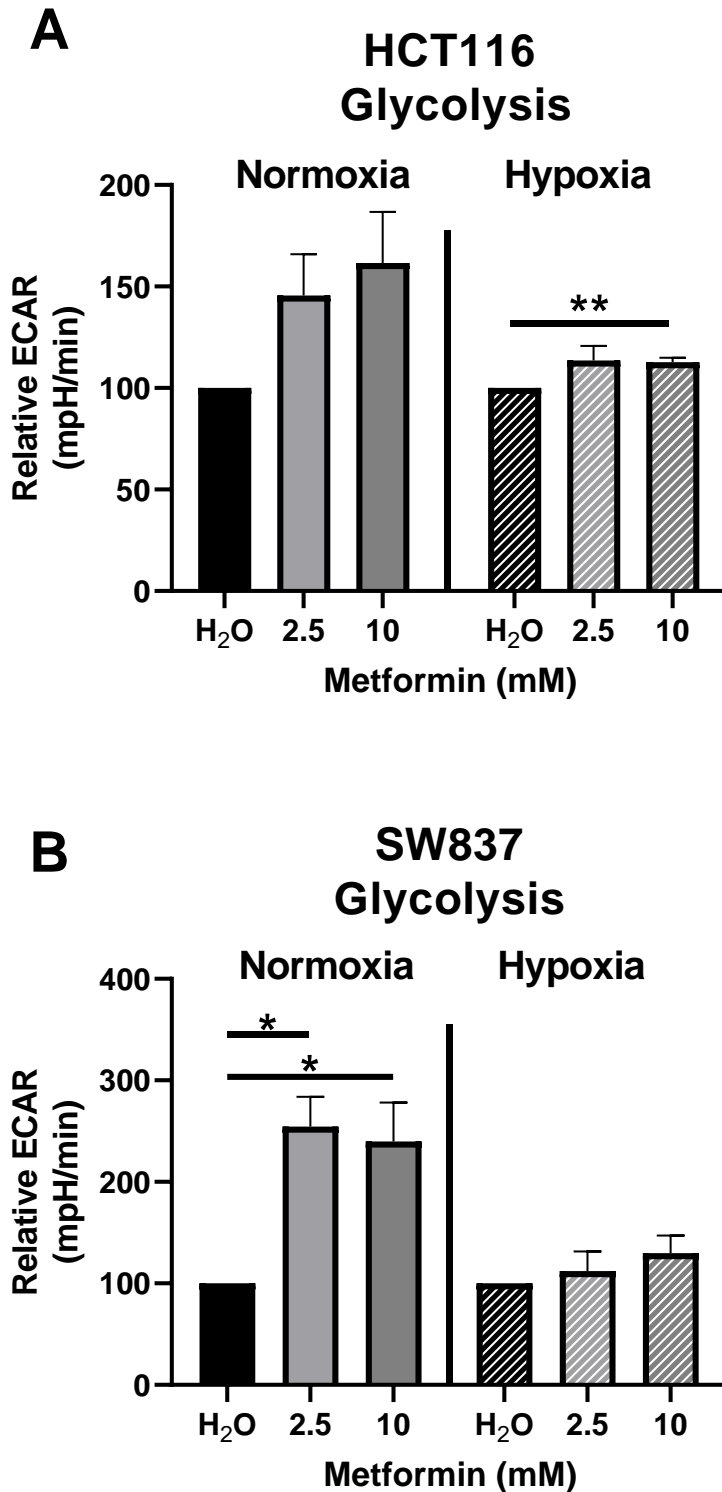 A
HCT116
Glycolysis
Normoxia Hypoxia
Relative ECAR
(mpH/min)
200
150
100
50
0
**
H₂O 2.5 10 H₂O 2.5 10
Metformin (mM)
B
SW837
Glycolysis
Normoxia Hypoxia
Relative ECAR
(mpH/min)
400
300
200
100
0
*
*
H₂O 2.5 10 H₂O 2.5 10
Metformin (mM)